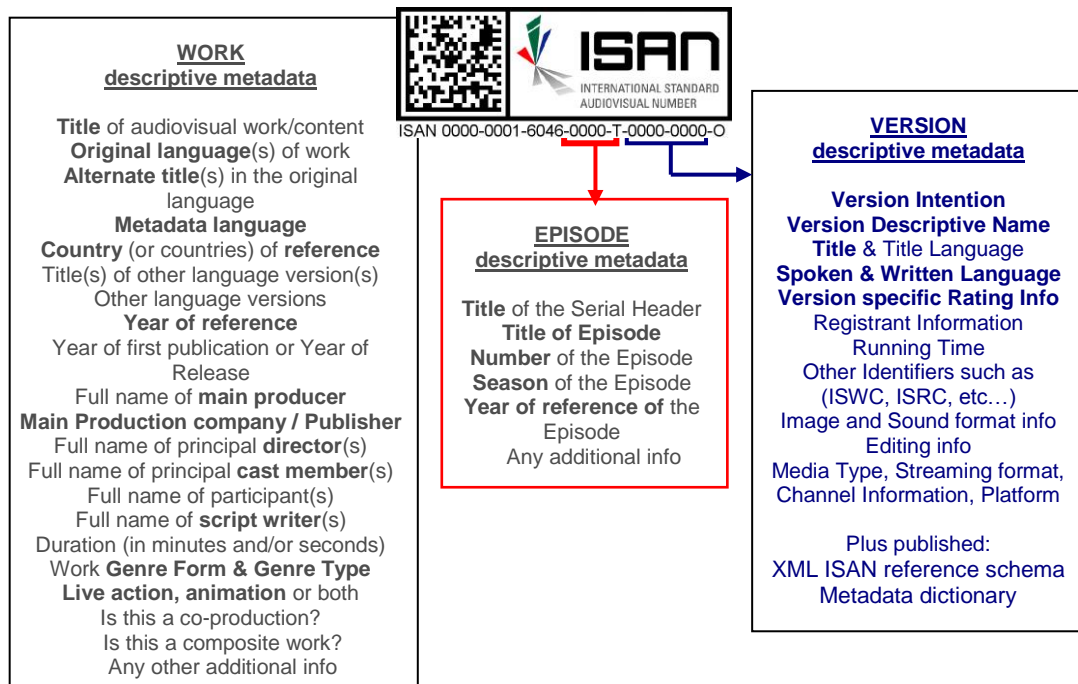 WORK
descriptive metadata
Title of audiovisual work/content
Original language(s) of work
Alternate title(s) in the original
language
Metadata language
Country (or countries) of reference
Title(s) of other language version(s)
Other language versions
Year of reference
Year of first publication or Year of
Release
Full name of main producer
Main Production company / Publisher
Full name of principal director(s)
Full name of principal cast member(s)
Full name of participant(s)
Full name of script writer(s)
Duration (in minutes and/or seconds)
Work Genre Form & Genre Type
Live action, animation or both
Is this a co-production?
Is this a composite work?
Any other additional info
ISAN
INTERNATIONAL STANDARD
AUDIOVISUAL NUMBER
ISAN 0000-0001-6046-0000-T-0000-0000-O
EPISODE
descriptive metadata
Title of the Serial Header
Title of Episode
Number of the Episode
Season of the Episode
Year of reference of the
Episode
Any additional info
VERSION
descriptive metadata
Version Intention
Version Descriptive Name
Title & Title Language
Spoken & Written Language
Version specific Rating Info
Registrant Information
Running Time
Other Identifiers such as
(ISWC, ISRC, etc…)
Image and Sound format info
Editing info
Media Type, Streaming format,
Channel Information, Platform
Plus published:
XML ISAN reference schema
Metadata dictionary